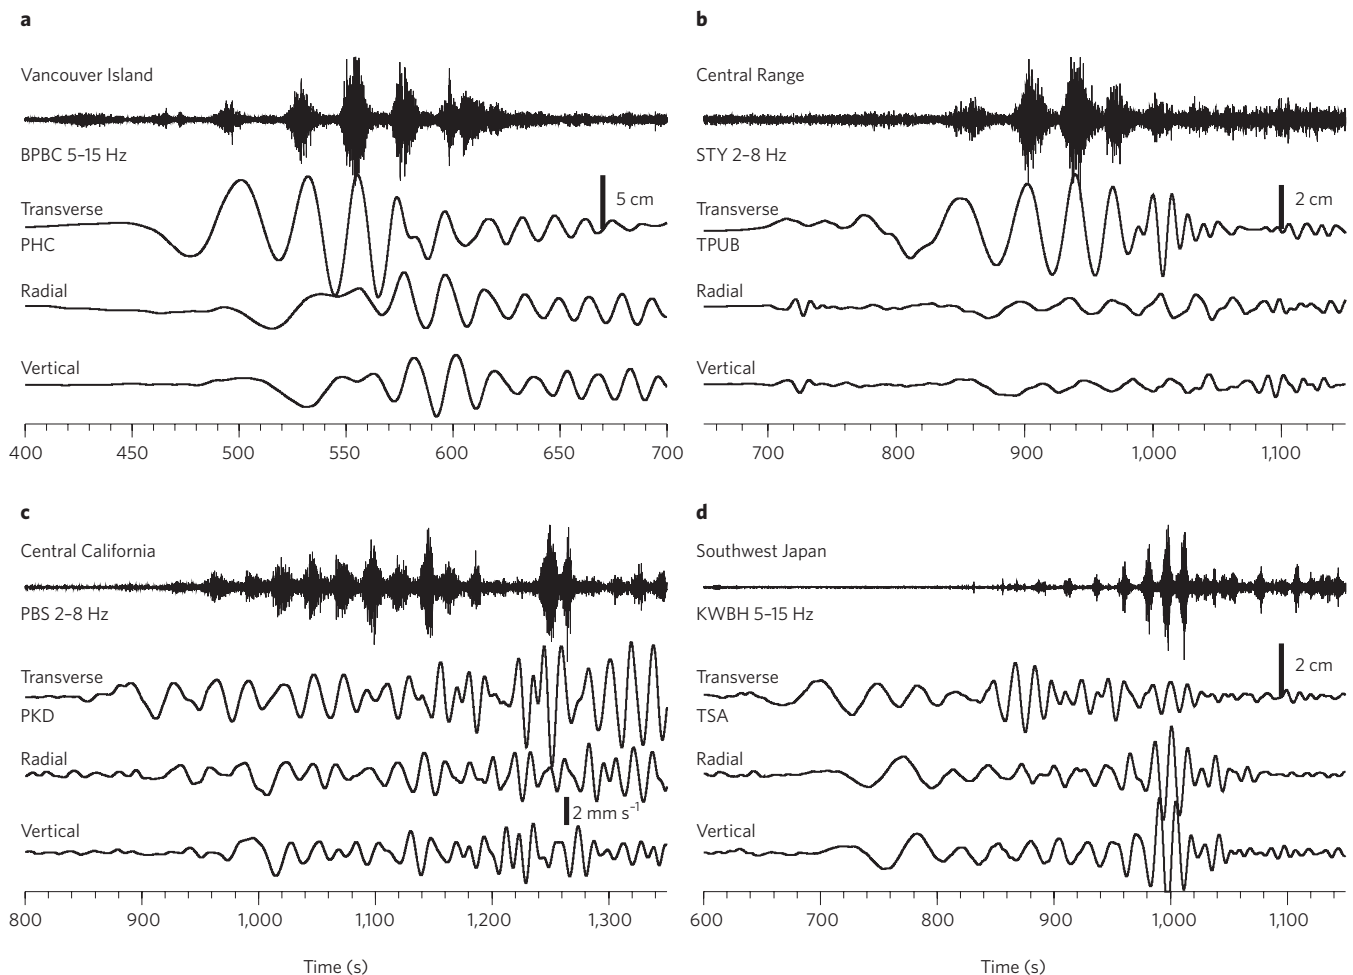 a
Vancouver Island
BPBC 5–15 Hz
5 cm
Transverse
PHC
Radial
Vertical
400 450 500 550 600 650 700
b
Central Range
STY 2–8 Hz
2 cm
Transverse
TPUB
Radial
Vertical
700 800 900 1,000 1,100
c
Central California
PBS 2–8 Hz
Transverse
PKD
Radial
2 mm s⁻¹
Vertical
800 900 1,000 1,100 1,200 1,300
Time (s)
d
Southwest Japan
KWBH 5–15 Hz
2 cm
Transverse
TSA
Radial
Vertical
600 700 800 900 1,000 1,100
Time (s)